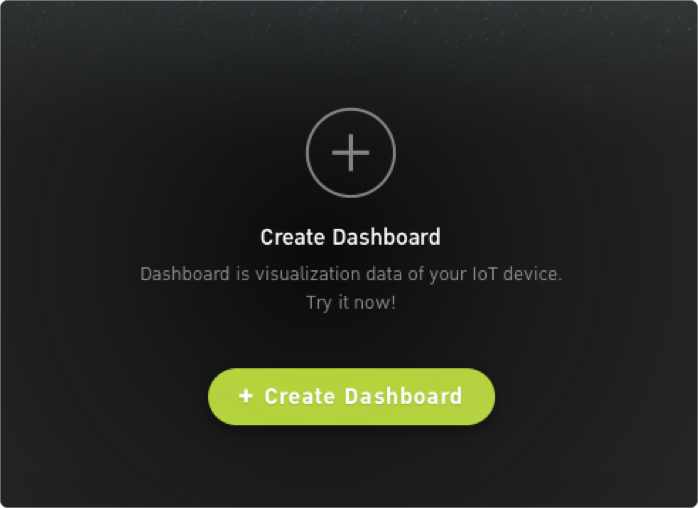 Create Dashboard
Dashboard is visualization data of your IoT device.
Try it now!
+ Create Dashboard